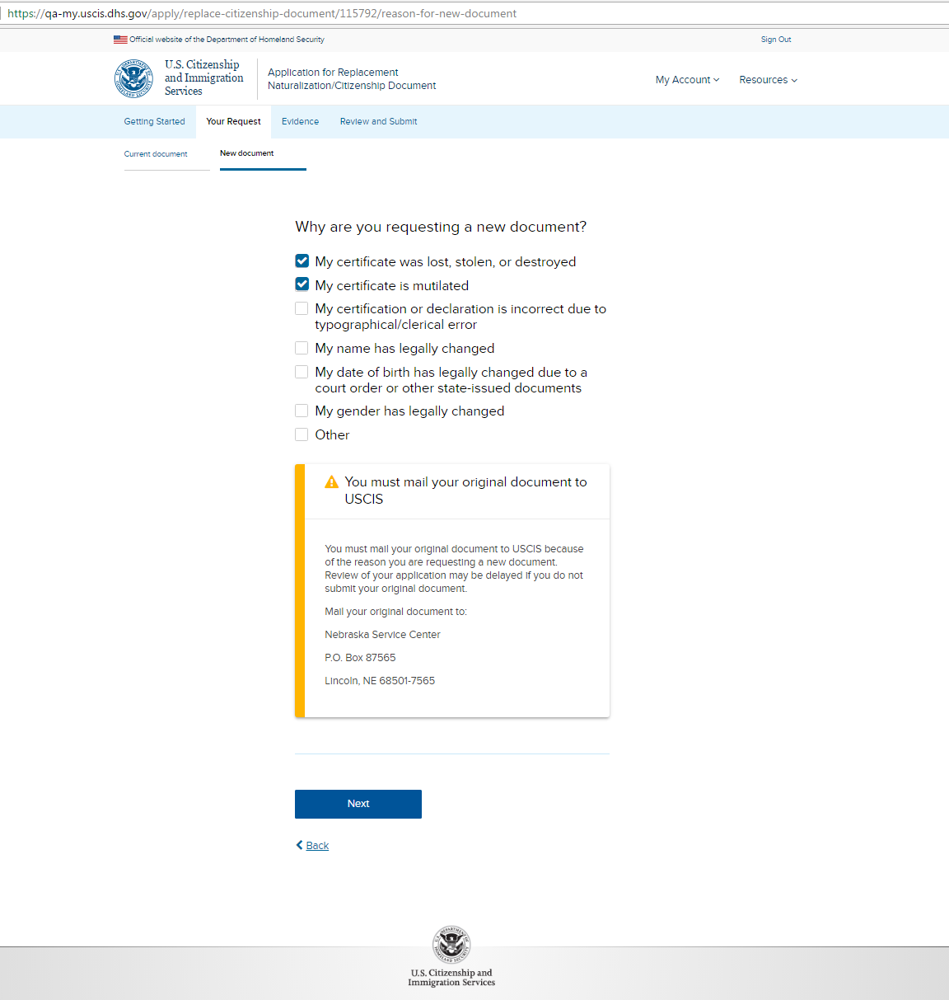 https://qa-my.uscis.dhs.gov/apply/replace-citizenship-document/115792/reason-for-new-document
Official website of the Department of Homeland Security
Sign Out
U.S. Citizenship
and Immigration
Services
Application for Replacement
Naturalization/Citizenship Document
My Account
Resources
Getting Started
Your Request
Evidence
Review and Submit
Current document
New document
Why are you requesting a new document?
My certificate was lost, stolen, or destroyed
My certificate is mutilated
My certification or declaration is incorrect due to
typographical/clerical error
My name has legally changed
My date of birth has legally changed due to a
court order or other state-issued documents
My gender has legally changed
Other
You must mail your original document to
USCIS
You must mail your original document to USCIS because
of the reason you are requesting a new document.
Review of your application may be delayed if you do not
submit your original document.
Mail your original document to:
Nebraska Service Center
P.O. Box 87565
Lincoln, NE 68501-7565
Next
Back
U.S. Citizenship and
Immigration Services